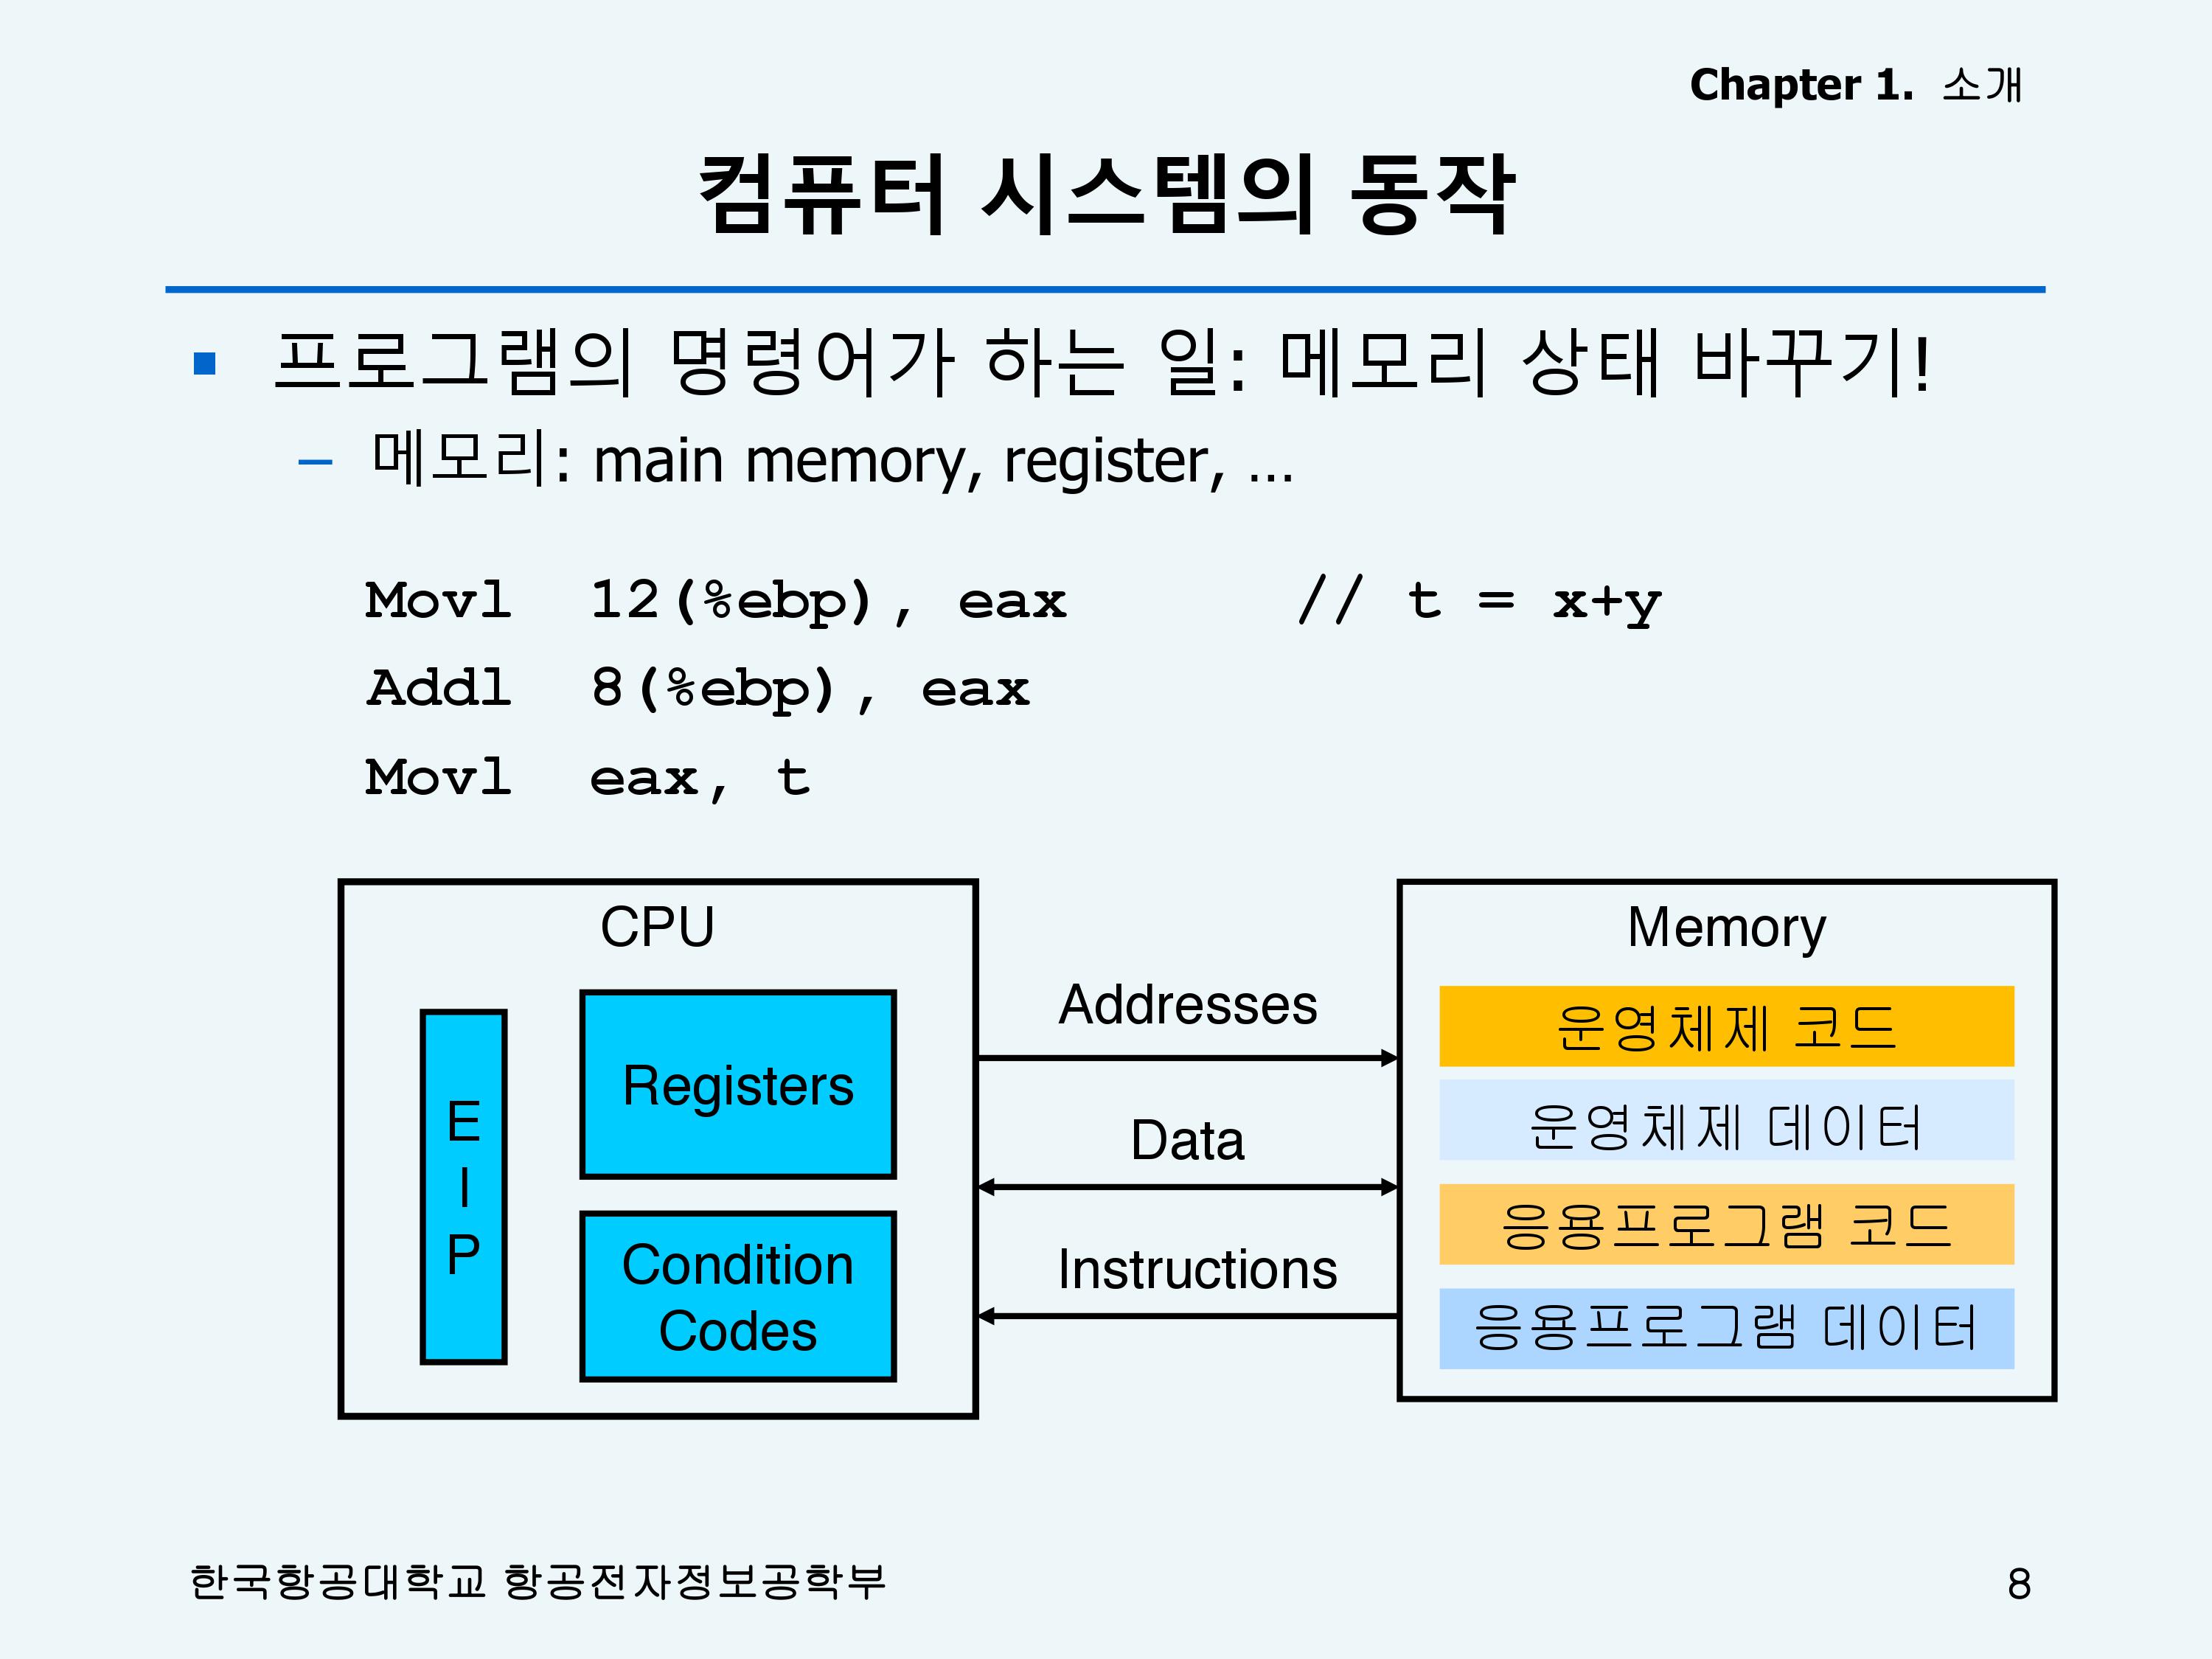 Chapter 1. 소개
컴퓨터 시스템의 동작
프로그램의 명령어가 하는 일: 메모리 상태 바꾸기!
– 메모리: main memory, register, …
Movl 12(%ebp), eax // t = x+y
Addl 8(%ebp), eax
Movl eax, t
CPU
EIP
Registers
Condition
Codes
Addresses
Data
Instructions
Memory
운영체제 코드
운영체제 데이터
응용프로그램 코드
응용프로그램 데이터
한국항공대학교 항공전자정보공학부
8